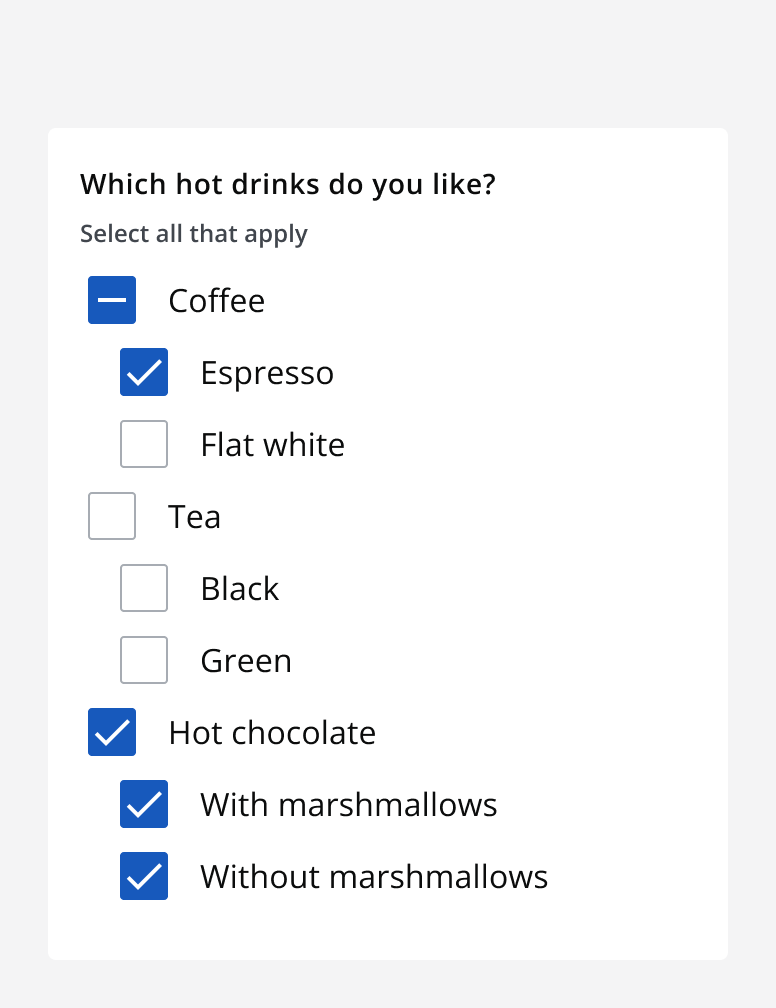 Which hot drinks do you like?
Select all that apply
Coffee
Espresso
Flat white
Tea
Black
Green
Hot chocolate
With marshmallows
Without marshmallows